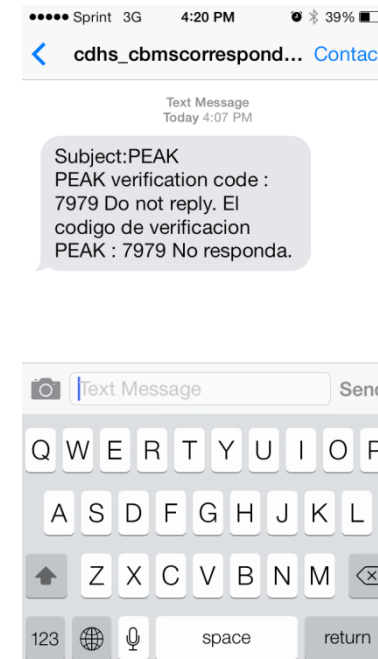 Sprint 3G 4:20 PM 39%
cdhs_cbmscorrespond... Contac
Text Message
Today 4:07 PM
Subject:PEAK
PEAK verification code :
7979 Do not reply. El
codigo de verificacion
PEAK : 7979 No responda.
Text Message Send
Q W E R T Y U I O P
A S D F G H J K L
Z X C V B N M
123 space return